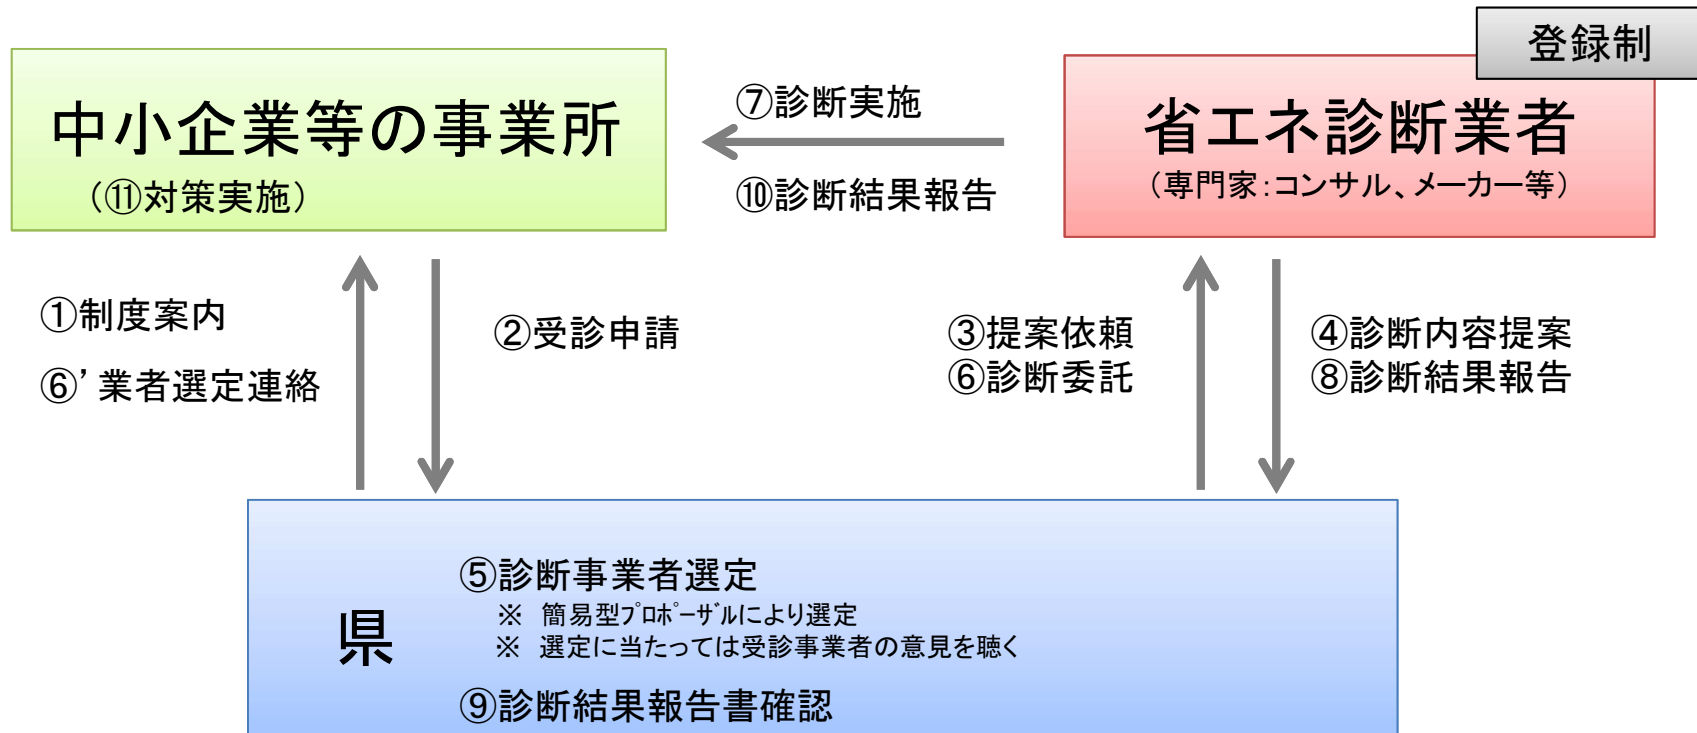 登録制
中小企業等の事業所
（⑪対策実施）
⑦診断実施
⑩診断結果報告
省エネ診断業者
（専門家：コンサル、メーカー等）
①制度案内
⑥’業者選定連絡
②受診申請
③提案依頼
⑥診断委託
④診断内容提案
⑧診断結果報告
県
⑤診断事業者選定
※ 簡易型ﾌﾟﾛﾎﾟｰｻﾞﾙにより選定
※ 選定に当たっては受診事業者の意見を聴く
⑨診断結果報告書確認